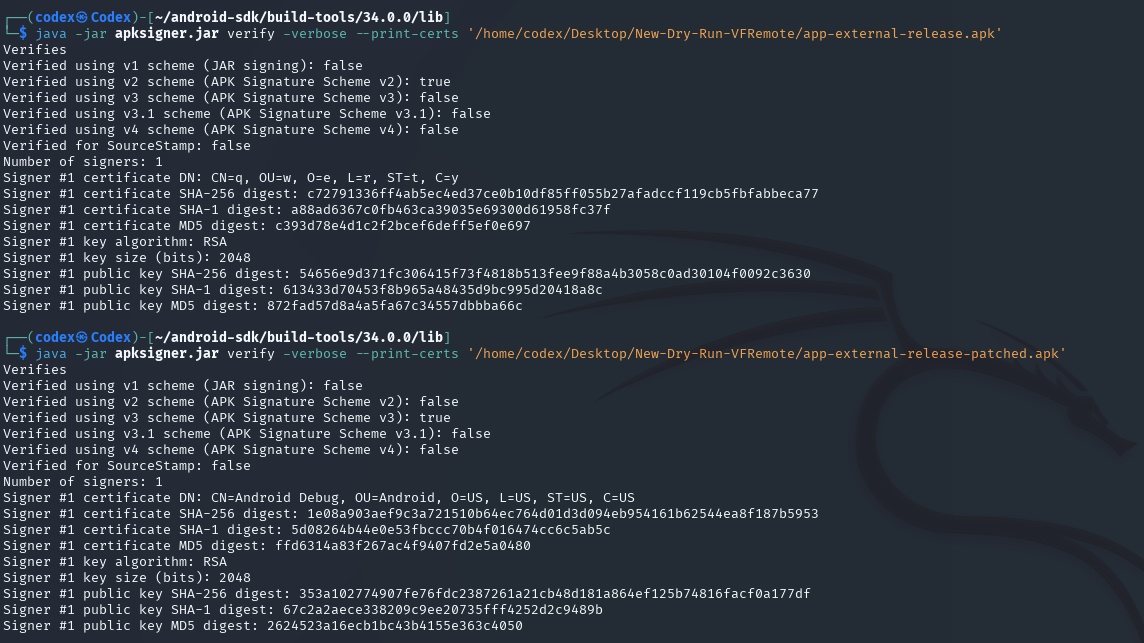 ┌──(codex㉿Codex)-[~/android-sdk/build-tools/34.0.0/lib]
└─$ java -jar apksigner.jar verify -verbose --print-certs '/home/codex/Desktop/New-Dry-Run-VFRemote/app-external-release.apk'
Verifies
Verified using v1 scheme (JAR signing): false
Verified using v2 scheme (APK Signature Scheme v2): true
Verified using v3 scheme (APK Signature Scheme v3): false
Verified using v3.1 scheme (APK Signature Scheme v3.1): false
Verified using v4 scheme (APK Signature Scheme v4): false
Verified for SourceStamp: false
Number of signers: 1
Signer #1 certificate DN: CN=q, OU=w, O=e, L=r, ST=t, C=y
Signer #1 certificate SHA-256 digest: c72791336ff4ab5ec4ed37ce0b10df85ff055b27afadccf119cb5fbfabbeca77
Signer #1 certificate SHA-1 digest: a88ad6367c0fb463ca39035e69300d61958fc37f
Signer #1 certificate MD5 digest: c393d78e4d1c2f2bcef6deff5ef0e697
Signer #1 key algorithm: RSA
Signer #1 key size (bits): 2048
Signer #1 public key SHA-256 digest: 54656e9d371fc306415f73f4818b513fee9f88a4b3058c0ad30104f0092c3630
Signer #1 public key SHA-1 digest: 613433d70453f8b965a48435d9bc995d20418a8c
Signer #1 public key MD5 digest: 872fad57d8a4a5fa67c34557dbbba66c
┌──(codex㉿Codex)-[~/android-sdk/build-tools/34.0.0/lib]
└─$ java -jar apksigner.jar verify -verbose --print-certs '/home/codex/Desktop/New-Dry-Run-VFRemote/app-external-release-patched.apk'
Verifies
Verified using v1 scheme (JAR signing): false
Verified using v2 scheme (APK Signature Scheme v2): false
Verified using v3 scheme (APK Signature Scheme v3): true
Verified using v3.1 scheme (APK Signature Scheme v3.1): false
Verified using v4 scheme (APK Signature Scheme v4): false
Verified for SourceStamp: false
Number of signers: 1
Signer #1 certificate DN: CN=Android Debug, OU=Android, O=US, L=US, ST=US, C=US
Signer #1 certificate SHA-256 digest: 1e08a903aef9c3a721510b64ec764d01d3d094eb954161b62544ea8f187b5953
Signer #1 certificate SHA-1 digest: 5d08264b44e0e53fbccc70b4f016474cc6c5ab5c
Signer #1 certificate MD5 digest: ffd6314a83f267ac4f9407fd2e5a0480
Signer #1 key algorithm: RSA
Signer #1 key size (bits): 2048
Signer #1 public key SHA-256 digest: 353a102774907fe76fdc2387261a21cb48d181a864ef125b74816facf0a177df
Signer #1 public key SHA-1 digest: 67c2a2aece338209c9ee20735fff4252d2c9489b
Signer #1 public key MD5 digest: 2624523a16ecb1bc43b4155e363c4050